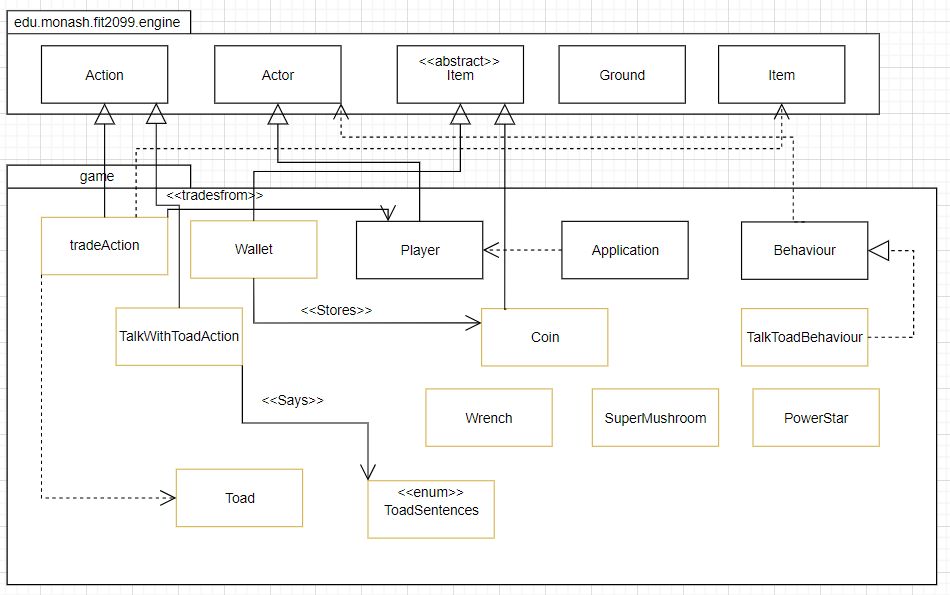 edu.monash.fit2099.engine
Action
Actor
<<abstract>>
Item
Ground
Item
game
<<tradesfrom>>
tradeAction
Wallet
Player
Application
Behaviour
<<Stores>>
TalkWithToadAction
Coin
TalkToadBehaviour
<<Says>>
Wrench
SuperMushroom
PowerStar
Toad
<<enum>>
ToadSentences